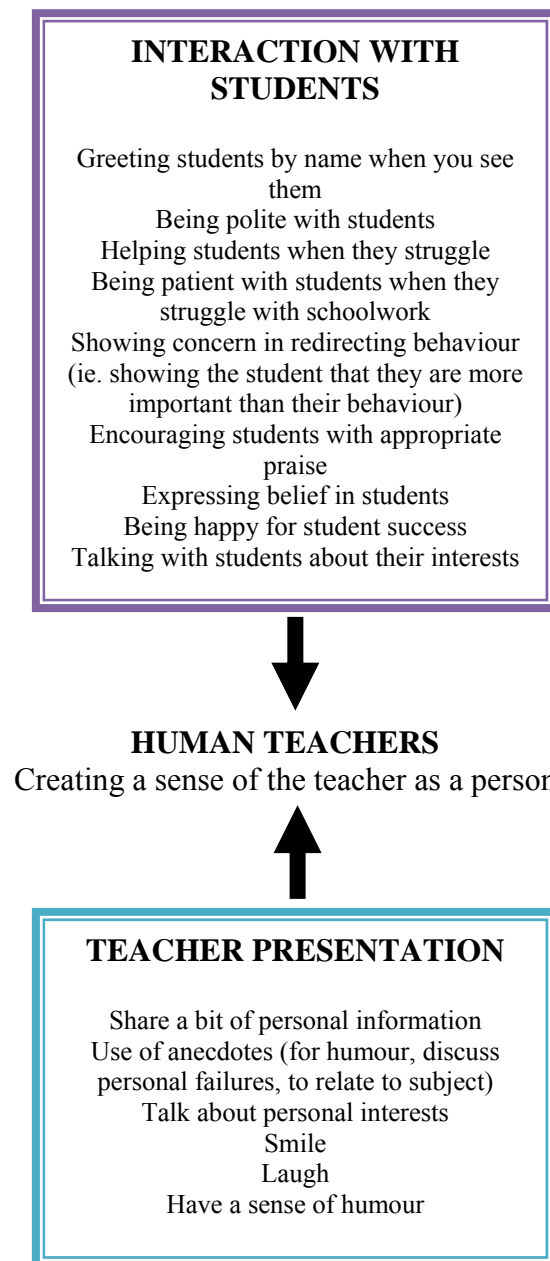 INTERACTION WITH
STUDENTS
Greeting students by name when you see
them
Being polite with students
Helping students when they struggle
Being patient with students when they
struggle with schoolwork
Showing concern in redirecting behaviour
(ie. showing the student that they are more
important than their behaviour)
Encouraging students with appropriate
praise
Expressing belief in students
Being happy for student success
Talking with students about their interests
HUMAN TEACHERS
Creating a sense of the teacher as a person
TEACHER PRESENTATION
Share a bit of personal information
Use of anecdotes (for humour, discuss
personal failures, to relate to subject)
Talk about personal interests
Smile
Laugh
Have a sense of humour